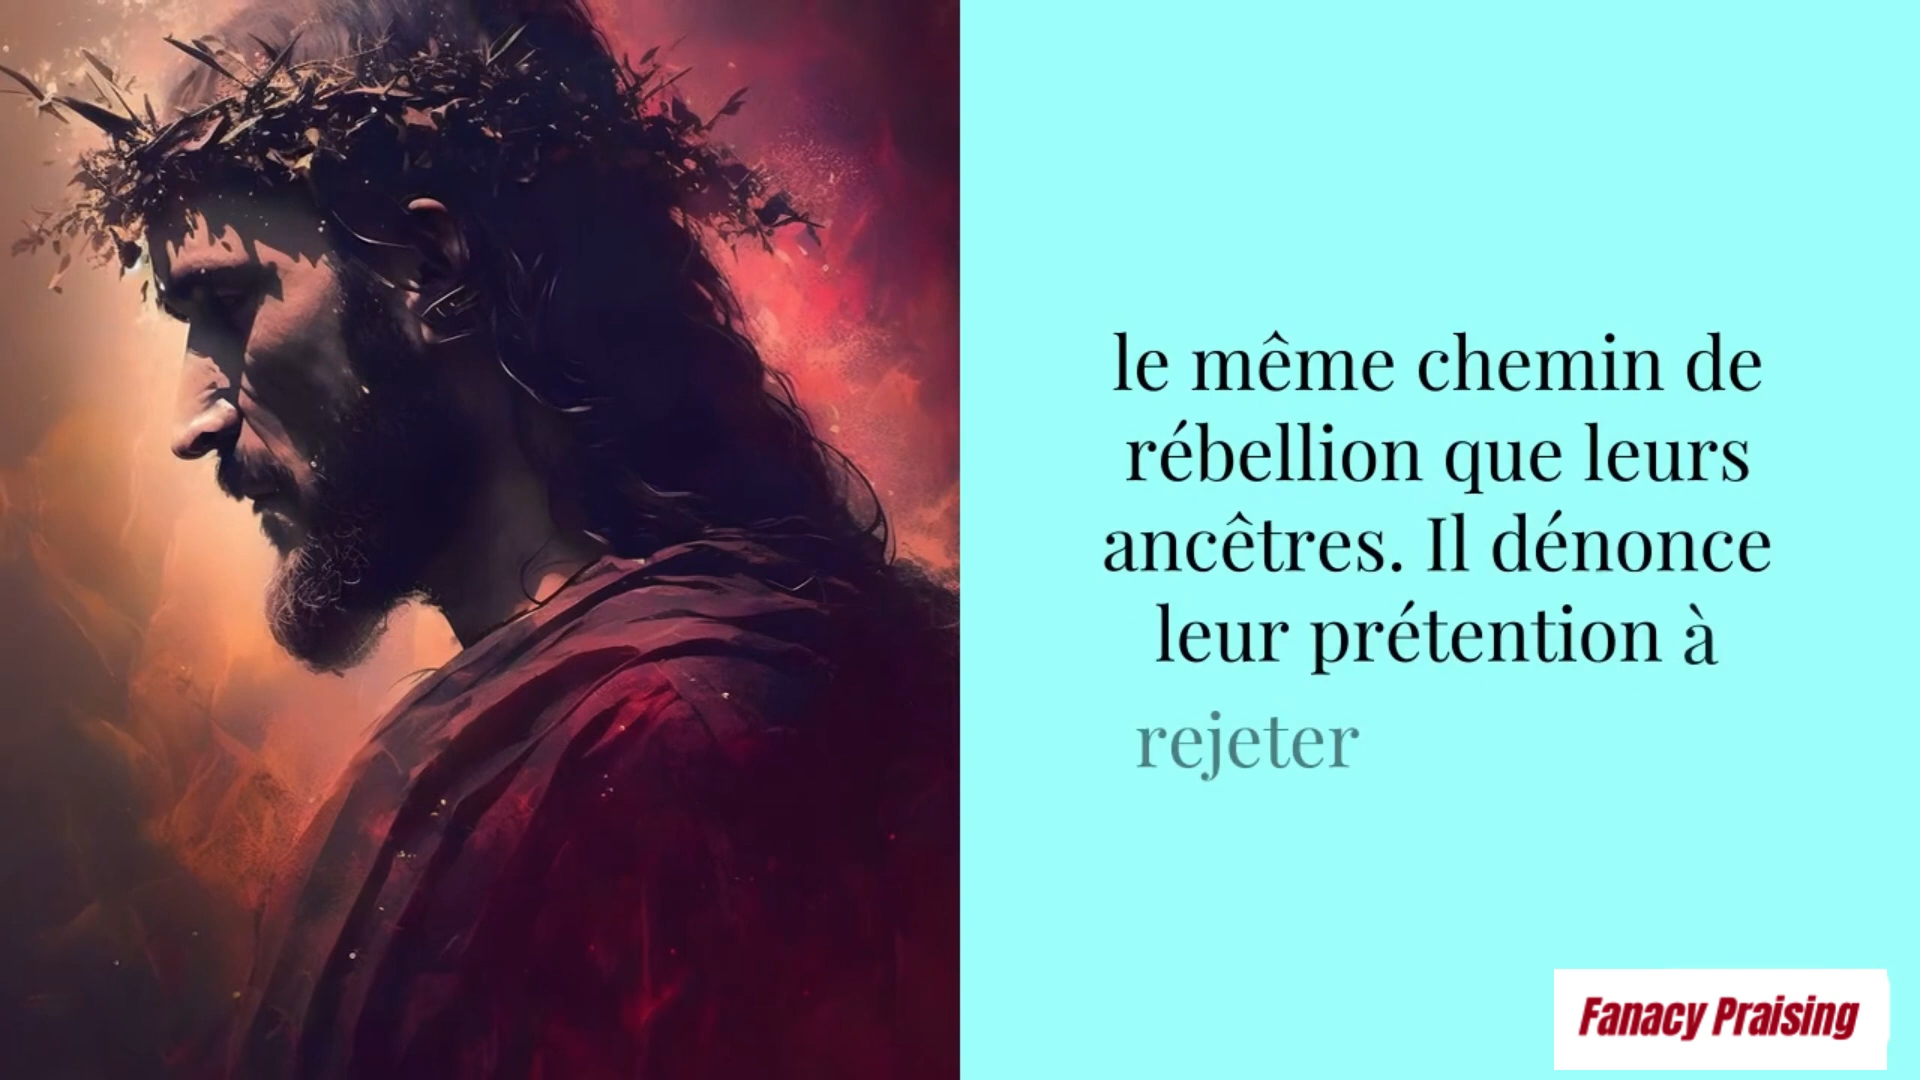 le même chemin de
rébellion que leurs
ancêtres. Il dénonce
leur prétention à
rejeter
Fanacy Praising